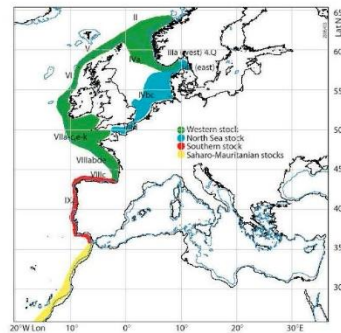 65
60
55
50
45
40
35
30
Lat N
II
V
IVa
IIIa (west) 4.Q
IIIa (east)
VI
IVbc
VIIa-c,e-k
Western stock
North Sea stock
Southern stock
Saharo-Mauritanian stocks
VIIIabde
VIIIc
IX
20°W Lon
10°
0°
10°E
20°E
30°E